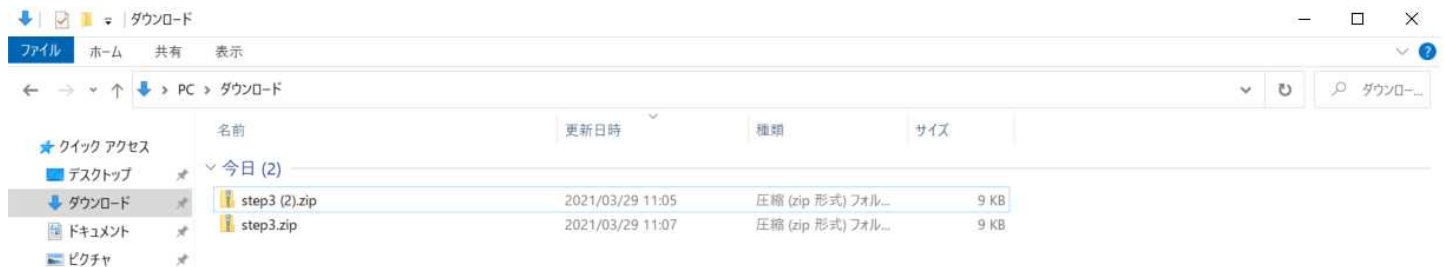 ダウンロード
ファイル ホーム 共有 表示
PC > ダウンロード ダウンロー...
名前 更新日時 種類 サイズ
クイック アクセス
今日 (2)
デスクトップ
step3 (2).zip 2021/03/29 11:05 圧縮 (zip 形式) フォル... 9 KB
ダウンロード
step3.zip 2021/03/29 11:07 圧縮 (zip 形式) フォル... 9 KB
ドキュメント
ピクチャ